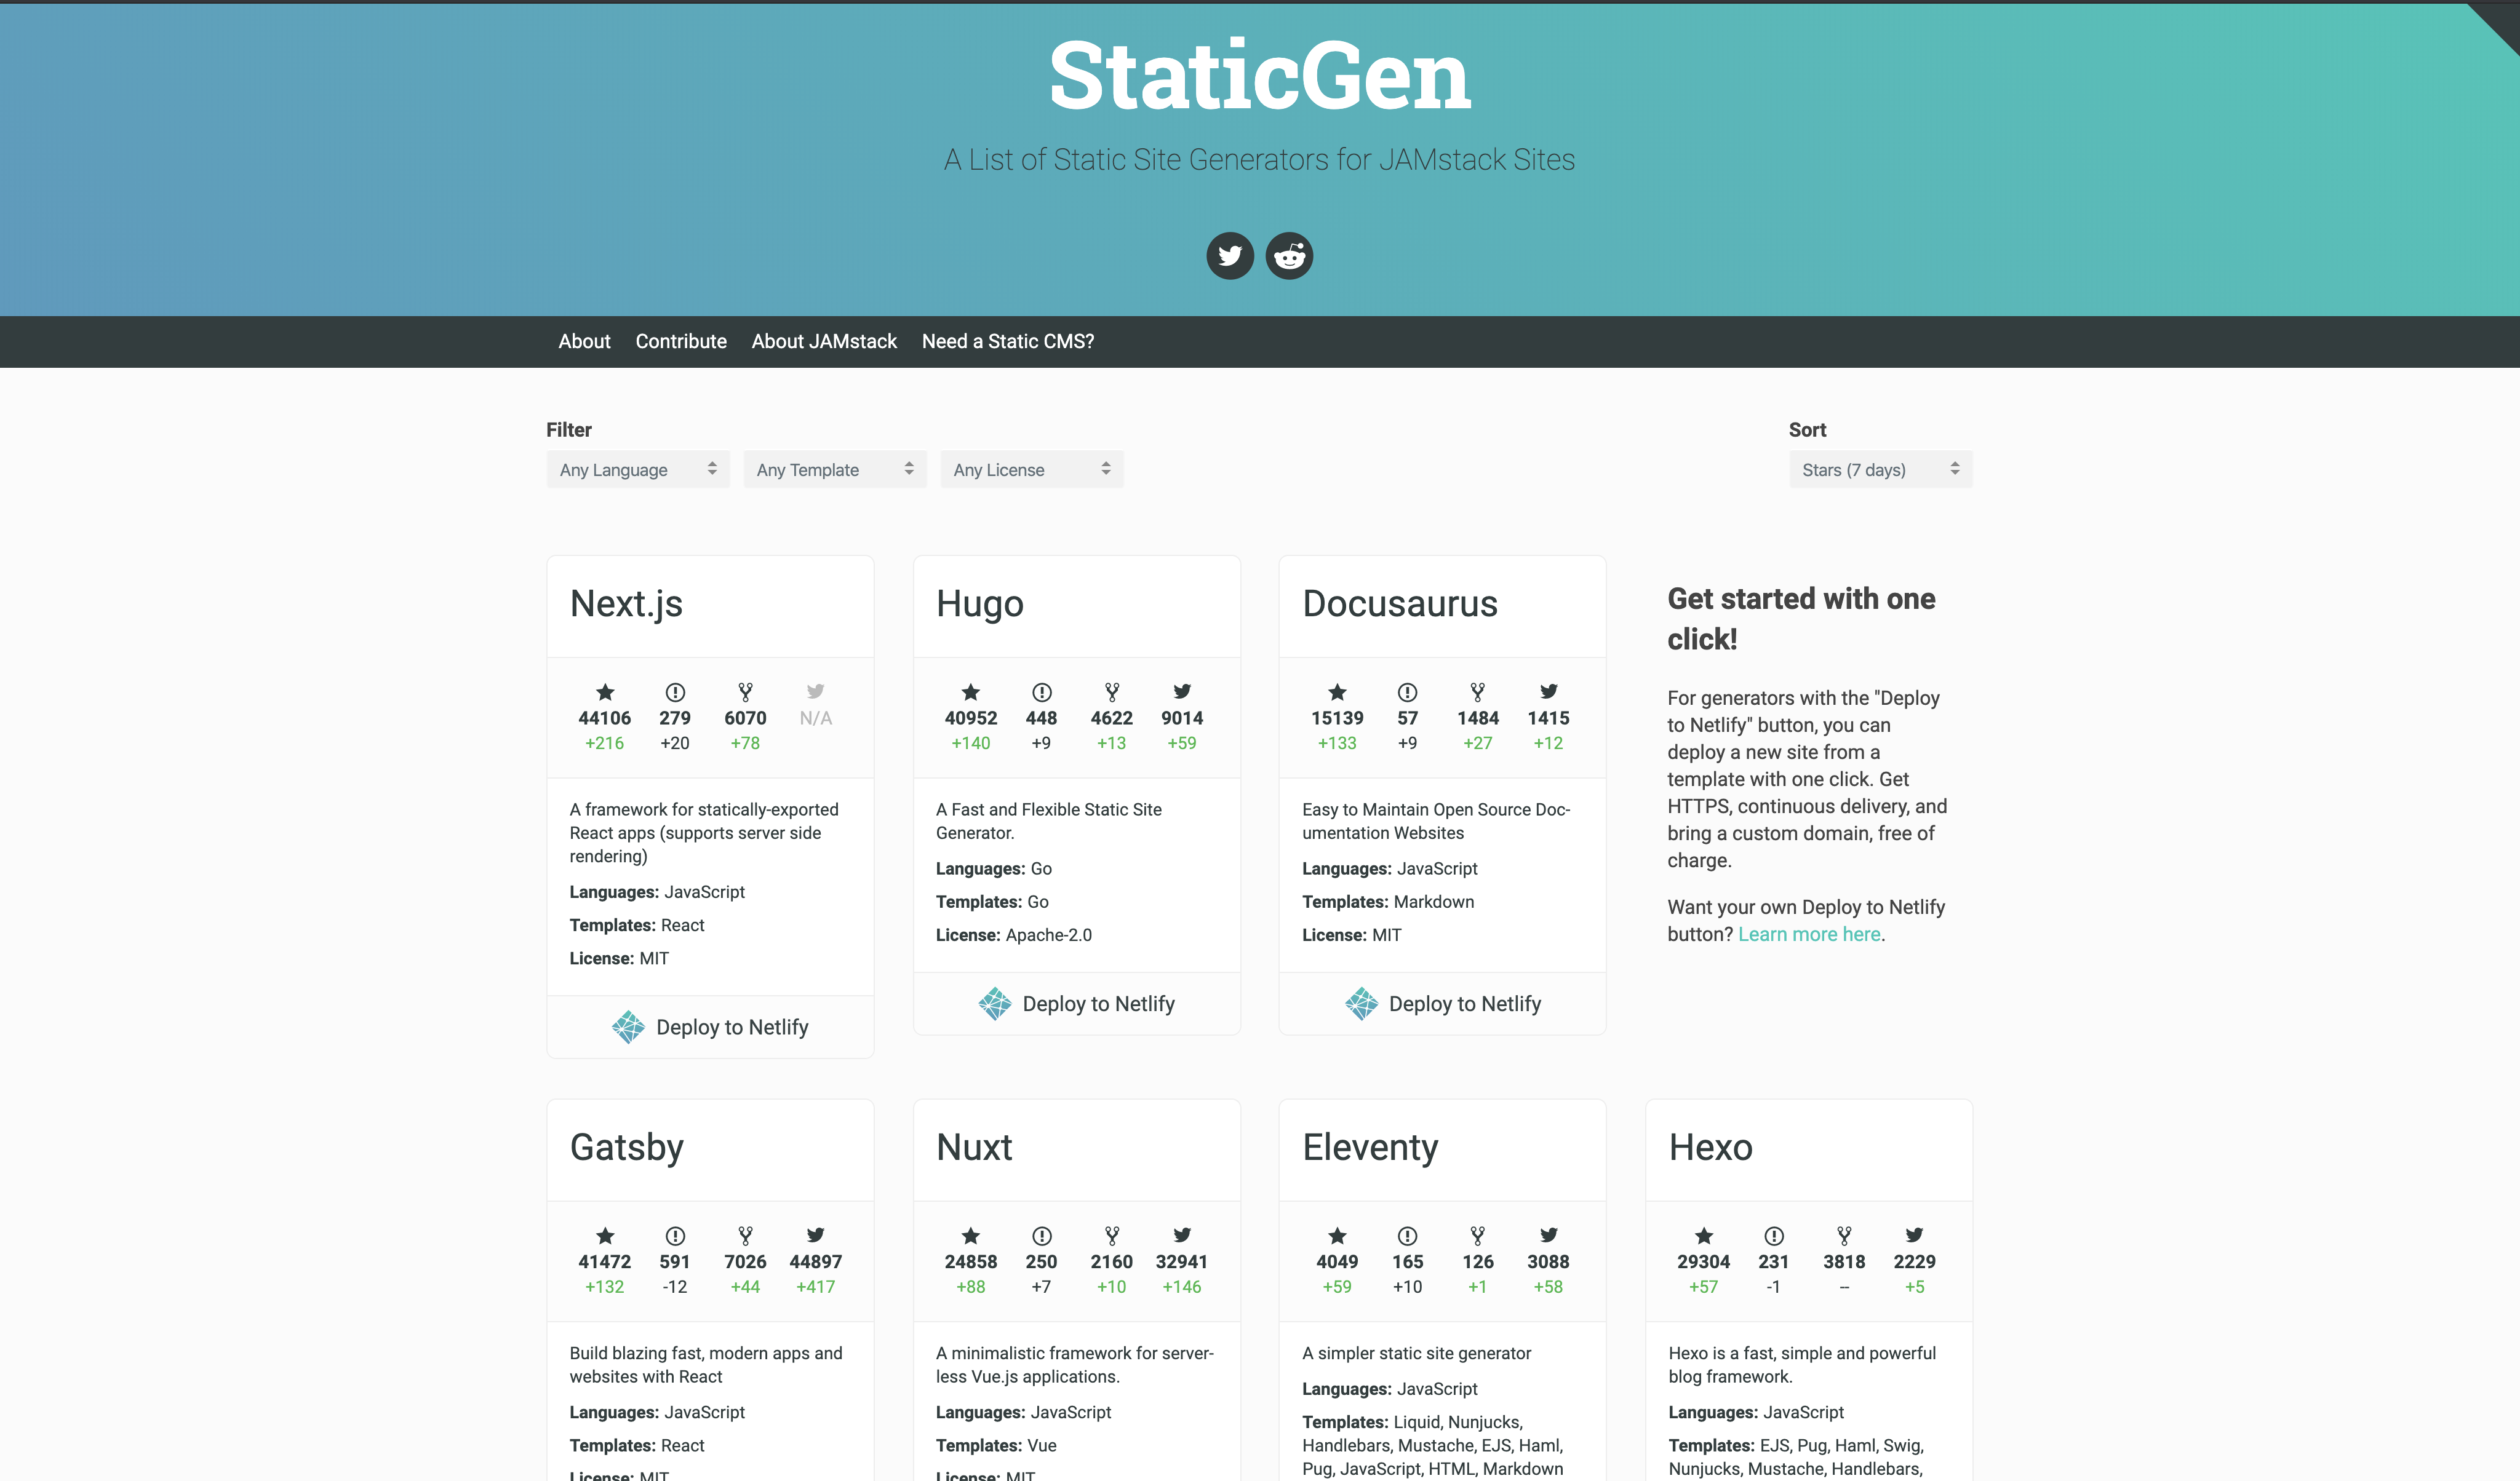 StaticGen
A List of Static Site Generators for JAMstack Sites
About Contribute About JAMstack Need a Static CMS?
Filter
Any Language Any Template Any License
Sort
Stars (7 days)
Next.js
44106 279 6070 N/A
+216 +20 +78
A framework for statically-exported
React apps (supports server side
rendering)
Languages: JavaScript
Templates: React
License: MIT
Deploy to Netlify
Hugo
40952 448 4622 9014
+140 +9 +13 +59
A Fast and Flexible Static Site
Generator.
Languages: Go
Templates: Go
License: Apache-2.0
Deploy to Netlify
Docusaurus
15139 57 1484 1415
+133 +9 +27 +12
Easy to Maintain Open Source Doc-
umentation Websites
Languages: JavaScript
Templates: Markdown
License: MIT
Deploy to Netlify
Get started with one
click!
For generators with the "Deploy
to Netlify" button, you can
deploy a new site from a
template with one click. Get
HTTPS, continuous delivery, and
bring a custom domain, free of
charge.
Want your own Deploy to Netlify
button? Learn more here.
Gatsby
41472 591 7026 44897
+132 -12 +44 +417
Build blazing fast, modern apps and
websites with React
Languages: JavaScript
Templates: React
License: MIT
Nuxt
24858 250 2160 32941
+88 +7 +10 +146
A minimalistic framework for server-
less Vue.js applications.
Languages: JavaScript
Templates: Vue
License: MIT
Eleventy
4049 165 126 3088
+59 +10 +1 +58
A simpler static site generator
Languages: JavaScript
Templates: Liquid, Nunjucks,
Handlebars, Mustache, EJS, Haml,
Pug, JavaScript, HTML, Markdown
Hexo
29304 231 3818 2229
+57 -1 -- +5
Hexo is a fast, simple and powerful
blog framework.
Languages: JavaScript
Templates: EJS, Pug, Haml, Swig,
Nunjucks, Mustache, Handlebars,